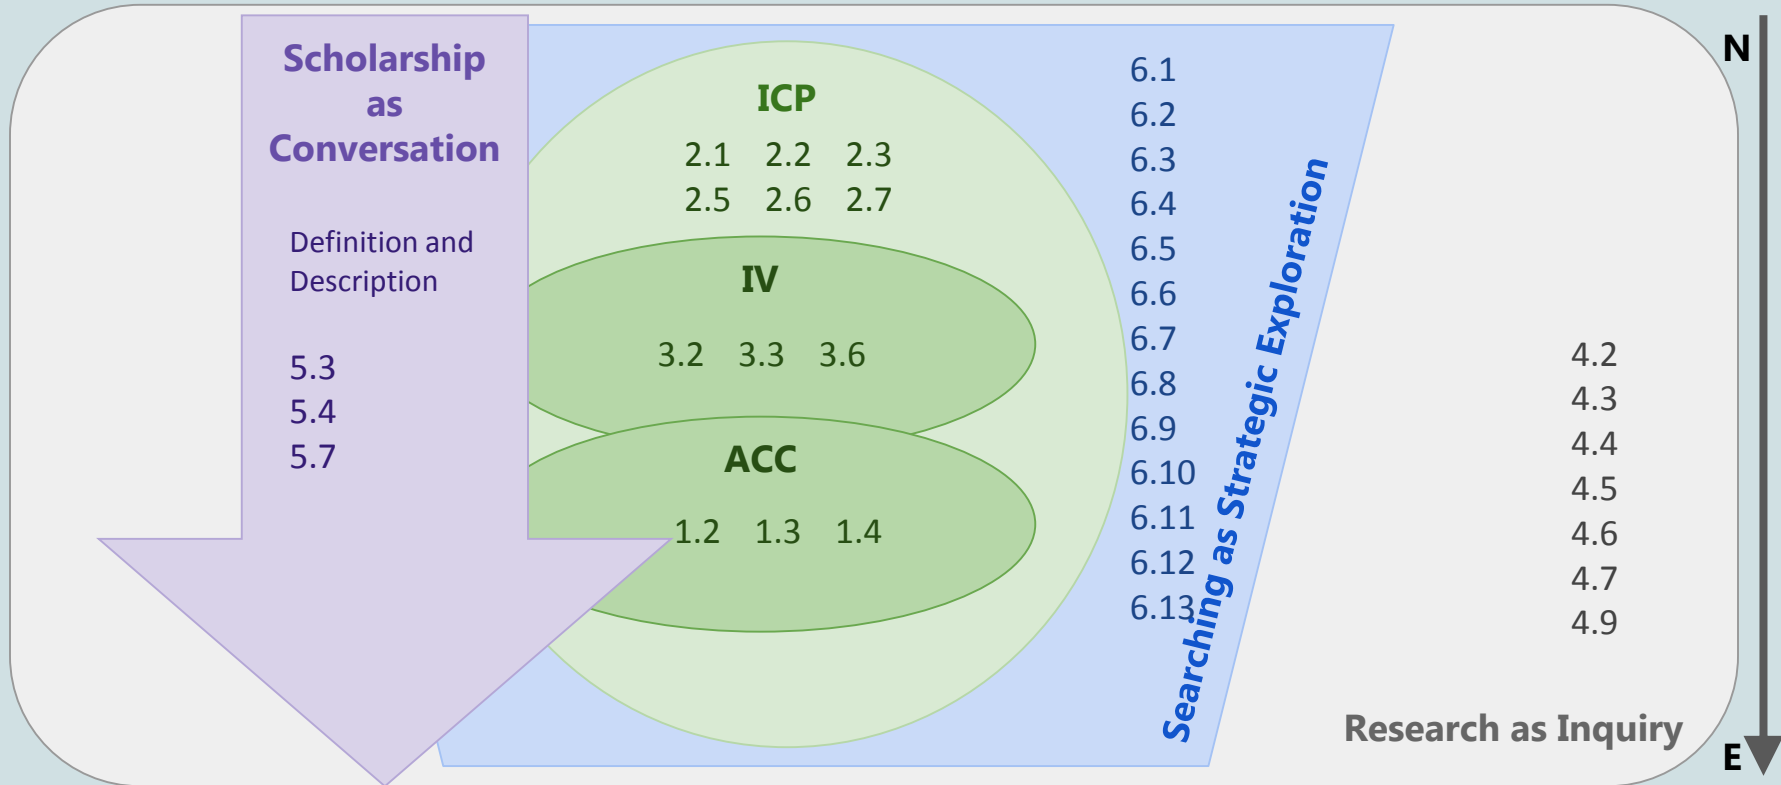 Scholarship
as
Conversation
Definition and
Description
5.3
5.4
5.7
ICP
2.1 2.2 2.3
2.5 2.6 2.7
IV
3.2 3.3 3.6
ACC
1.2 1.3 1.4
6.1
6.2
6.3
6.4
6.5
6.6
6.7
6.8
6.9
6.10
6.11
6.12
6.13
Searching as Strategic Exploration
4.2
4.3
4.4
4.5
4.6
4.7
4.9
Research as Inquiry
N
E